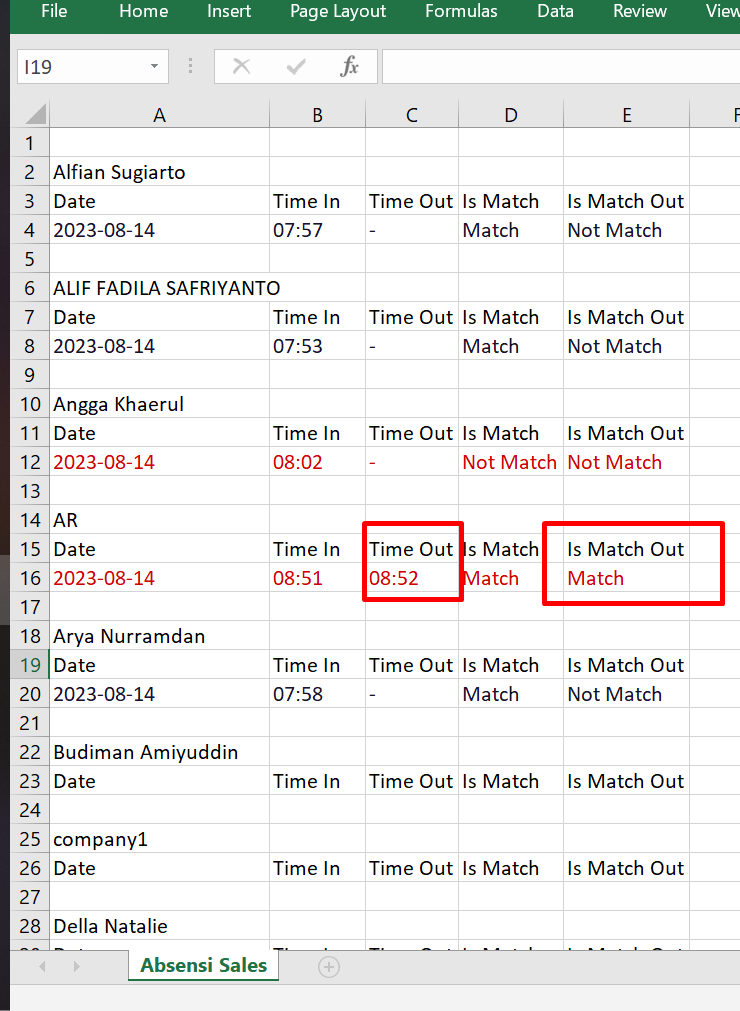 File Home Insert Page Layout Formulas Data Review View
I19 fx
A B C D E F
1
2 Alfian Sugiarto
3 Date Time In Time Out Is Match Is Match Out
4 2023-08-14 07:57 - Match Not Match
5
6 ALIF FADILA SAFRIYANTO
7 Date Time In Time Out Is Match Is Match Out
8 2023-08-14 07:53 - Match Not Match
9
10 Angga Khaerul
11 Date Time In Time Out Is Match Is Match Out
12 2023-08-14 08:02 - Not Match Not Match
13
14 AR
15 Date Time In Time Out Is Match Is Match Out
16 2023-08-14 08:51 08:52 Match Match
17
18 Arya Nurramdan
19 Date Time In Time Out Is Match Is Match Out
20 2023-08-14 07:58 - Match Not Match
21
22 Budiman Amiyuddin
23 Date Time In Time Out Is Match Is Match Out
24
25 company1
26 Date Time In Time Out Is Match Is Match Out
27
28 Della Natalie
Absensi Sales